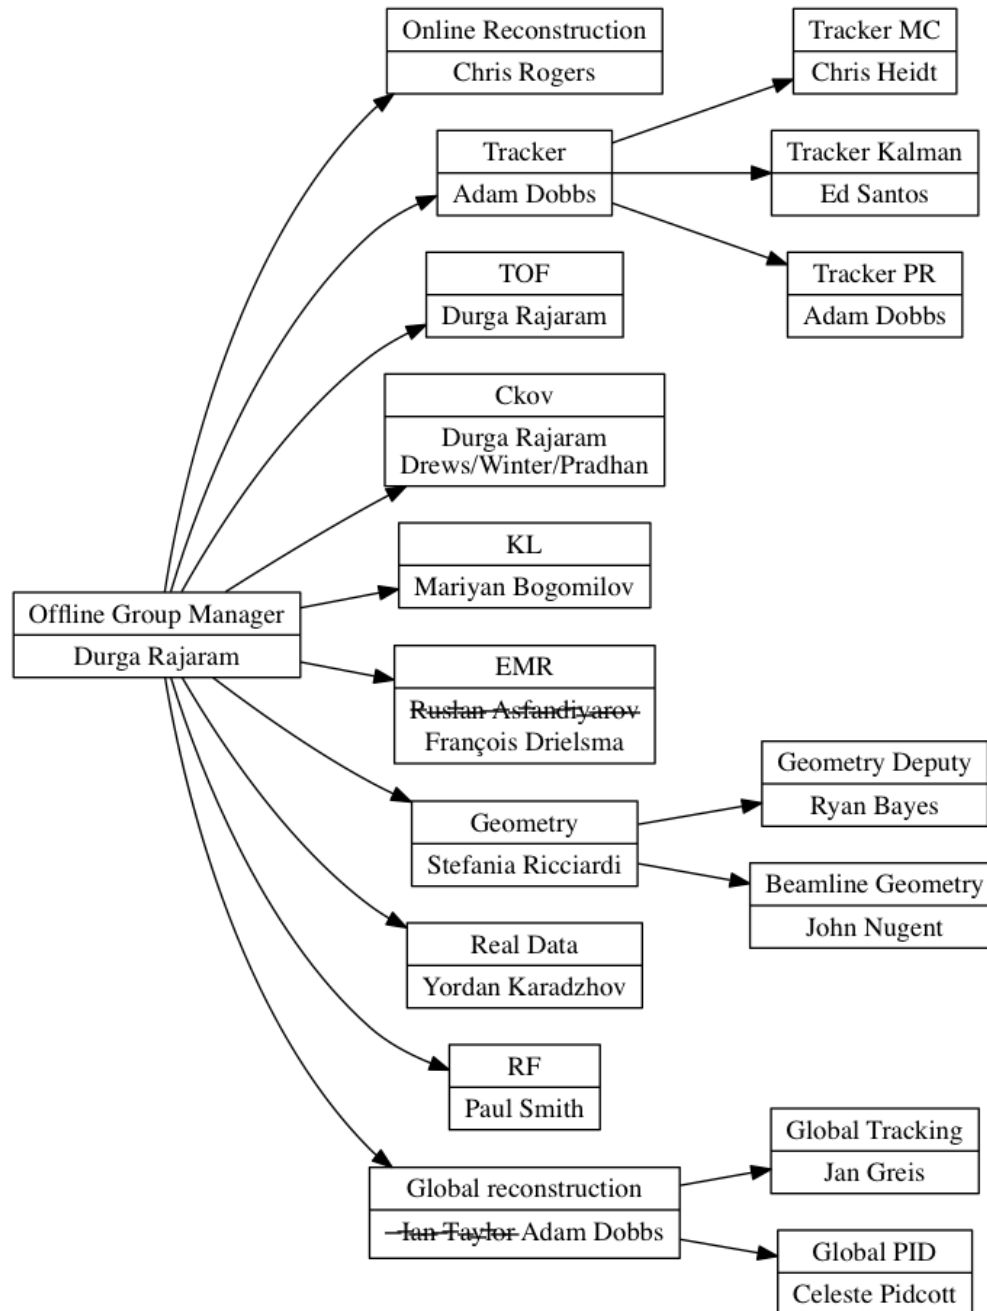 Online Reconstruction
Chris Rogers
Tracker MC
Chris Heidt
Tracker
Adam Dobbs
Tracker Kalman
Ed Santos
TOF
Durga Rajaram
Tracker PR
Adam Dobbs
Ckov
Durga Rajaram
Drews/Winter/Pradhan
KL
Mariyan Bogomilov
Offline Group Manager
Durga Rajaram
EMR
Ruslan Asfandiyarov
François Drielsma
Geometry
Stefania Ricciardi
Geometry Deputy
Ryan Bayes
Beamline Geometry
John Nugent
Real Data
Yordan Karadzhov
RF
Paul Smith
Global reconstruction
Ian Taylor Adam Dobbs
Global Tracking
Jan Greis
Global PID
Celeste Pidcott